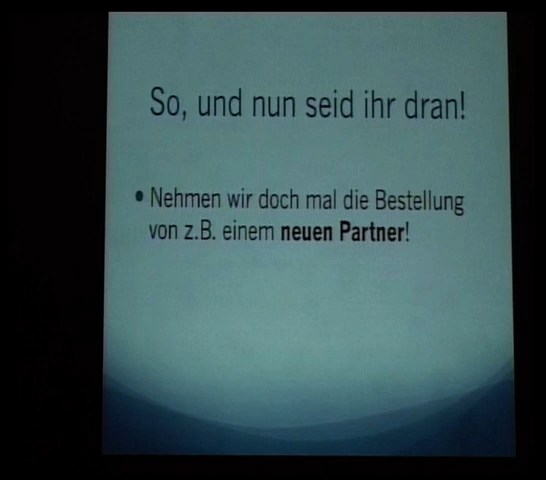 So, und nun seid ihr dran!
• Nehmen wir doch mal die Bestellung
von z.B. einem neuen Partner!